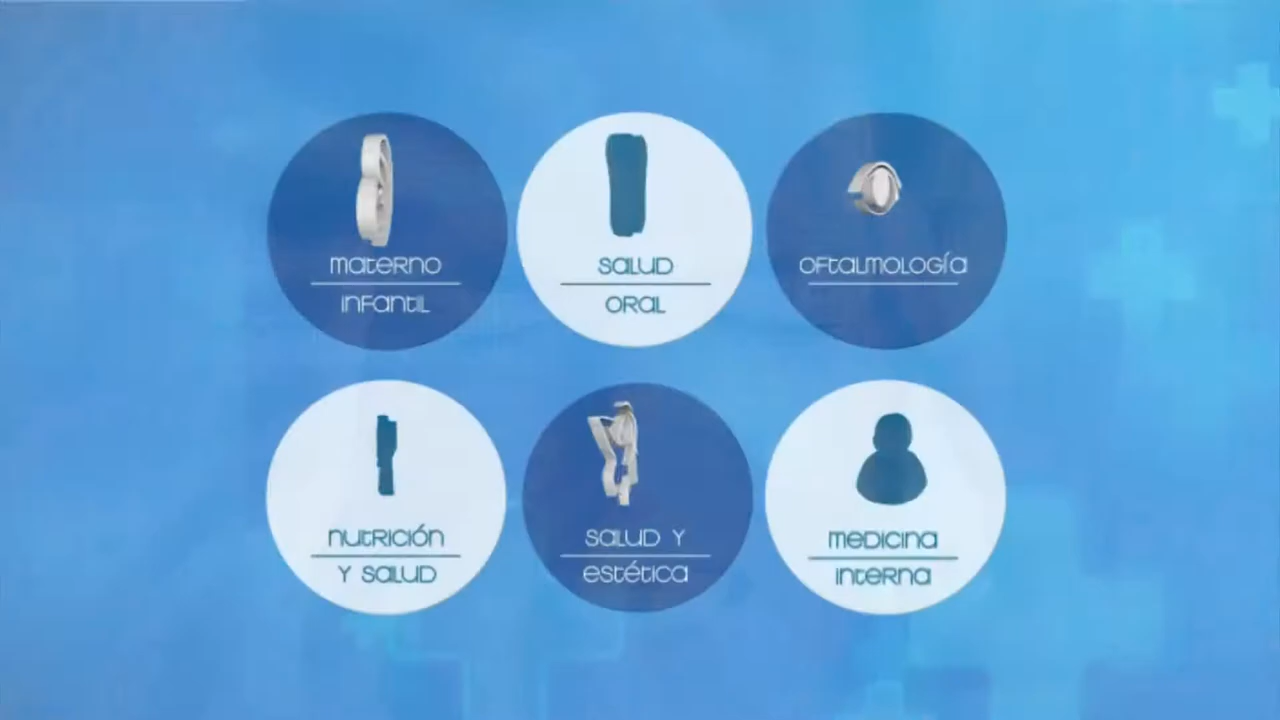 materno
infantil
salud
oral
oftalmología
nutrición
y salud
salud y
estética
medicina
interna